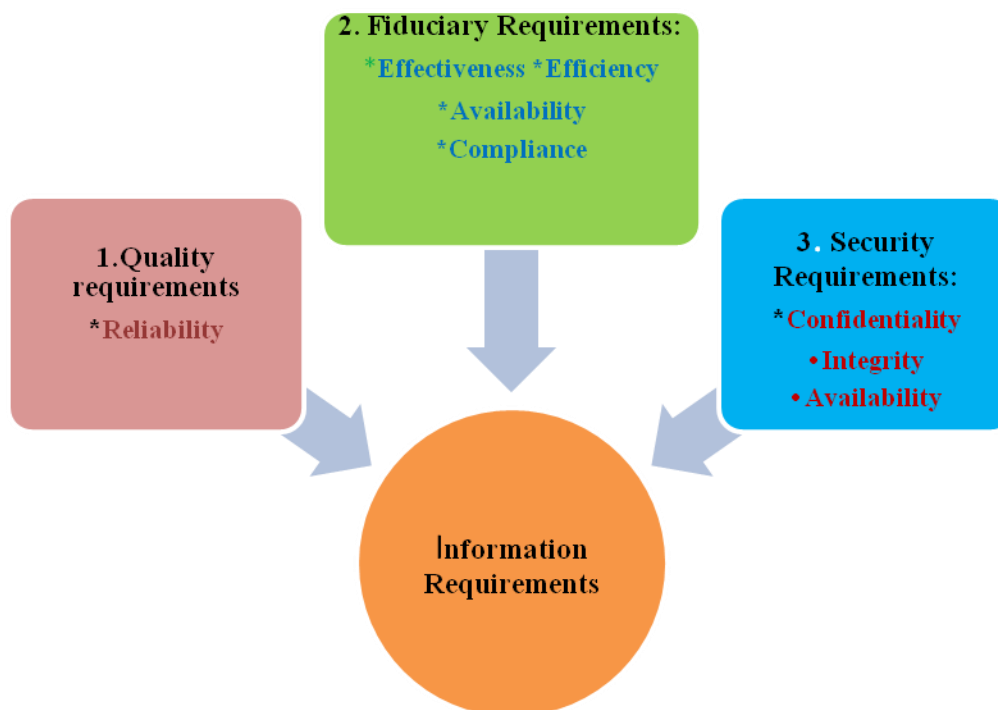 2. Fiduciary Requirements:
*Effectiveness *Efficiency
*Availability
*Compliance
1.Quality
requirements
*Reliability
3. Security
Requirements:
*Confidentiality
•Integrity
•Availability
Information
Requirements